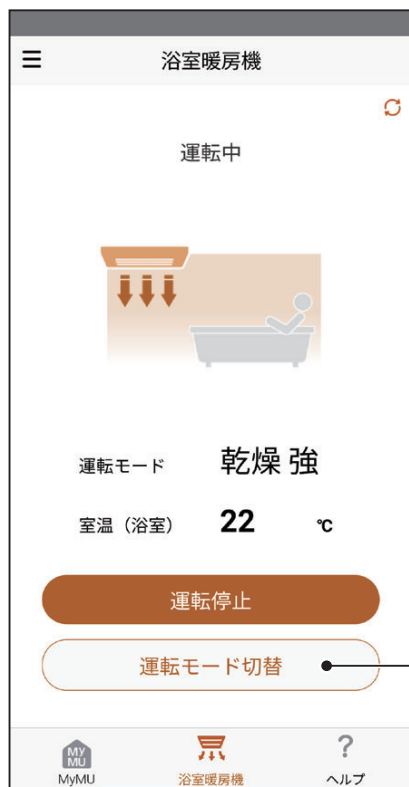 浴室暖房機
運転中
運転モード 乾燥 強
室温（浴室） 22 ℃
運転停止
運転モード切替
MY
MU
MyMU 浴室暖房機 ? ヘルプ